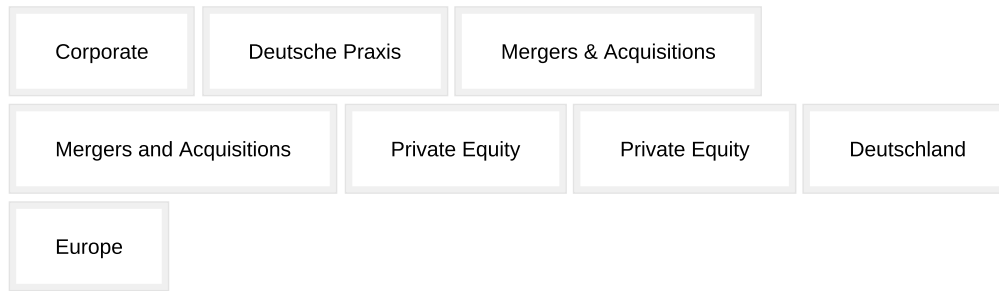 Corporate Deutsche Praxis Mergers & Acquisitions
Mergers and Acquisitions Private Equity Private Equity Deutschland
Europe